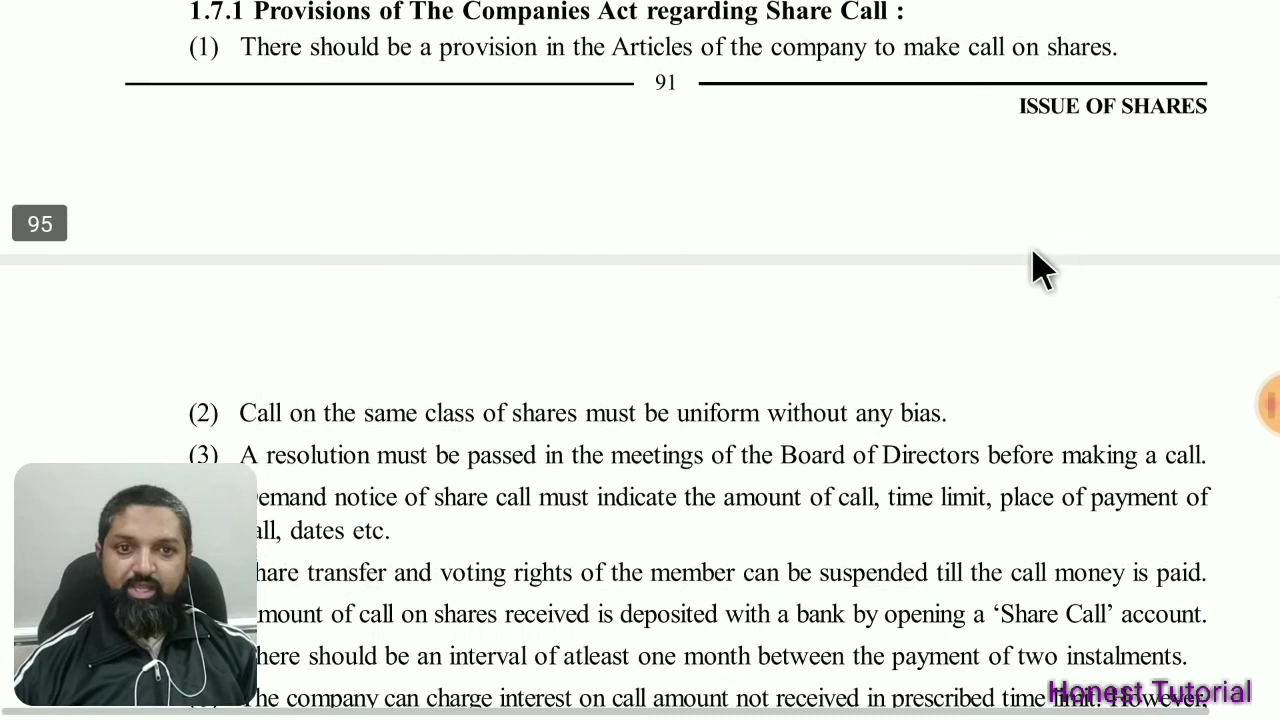 1.7.1 Provisions of The Companies Act regarding Share Call :
(1) There should be a provision in the Articles of the company to make call on shares.
91
ISSUE OF SHARES
95
(2) Call on the same class of shares must be uniform without any bias.
(3) A resolution must be passed in the meetings of the Board of Directors before making a call.
emand notice of share call must indicate the amount of call, time limit, place of payment of
all, dates etc.
hare transfer and voting rights of the member can be suspended till the call money is paid.
mount of call on shares received is deposited with a bank by opening a ‘Share Call’ account.
here should be an interval of atleast one month between the payment of two instalments.
he company can charge interest on call amount not received in prescribed time limit. However,
Honest Tutorial